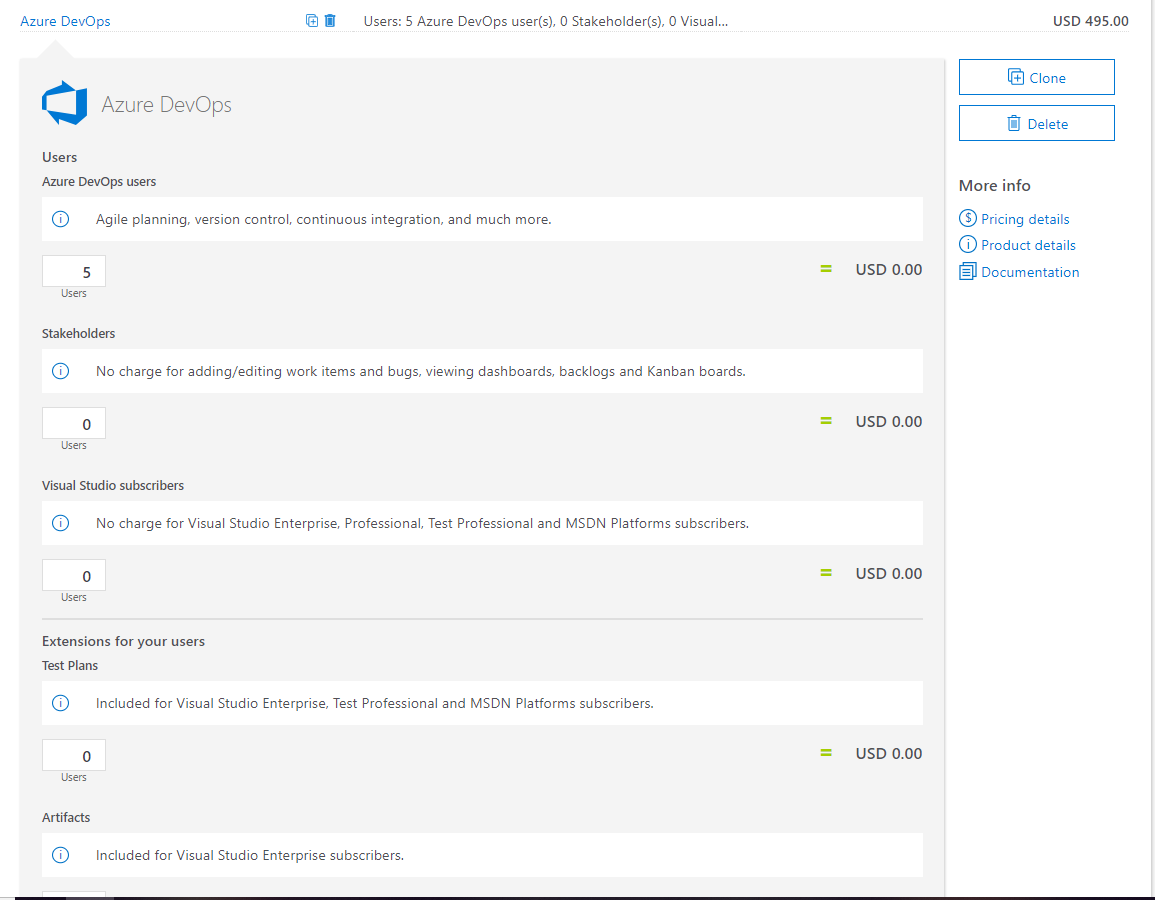 Azure DevOps
Users: 5 Azure DevOps user(s), 0 Stakeholder(s), 0 Visual...
USD 495.00
Azure DevOps
Users
Azure DevOps users
Agile planning, version control, continuous integration, and much more.
5
Users
= USD 0.00
Stakeholders
No charge for adding/editing work items and bugs, viewing dashboards, backlogs and Kanban boards.
0
Users
= USD 0.00
Visual Studio subscribers
No charge for Visual Studio Enterprise, Professional, Test Professional and MSDN Platforms subscribers.
0
Users
= USD 0.00
Extensions for your users
Test Plans
Included for Visual Studio Enterprise, Test Professional and MSDN Platforms subscribers.
0
Users
= USD 0.00
Artifacts
Included for Visual Studio Enterprise subscribers.
Clone
Delete
More info
Pricing details
Product details
Documentation